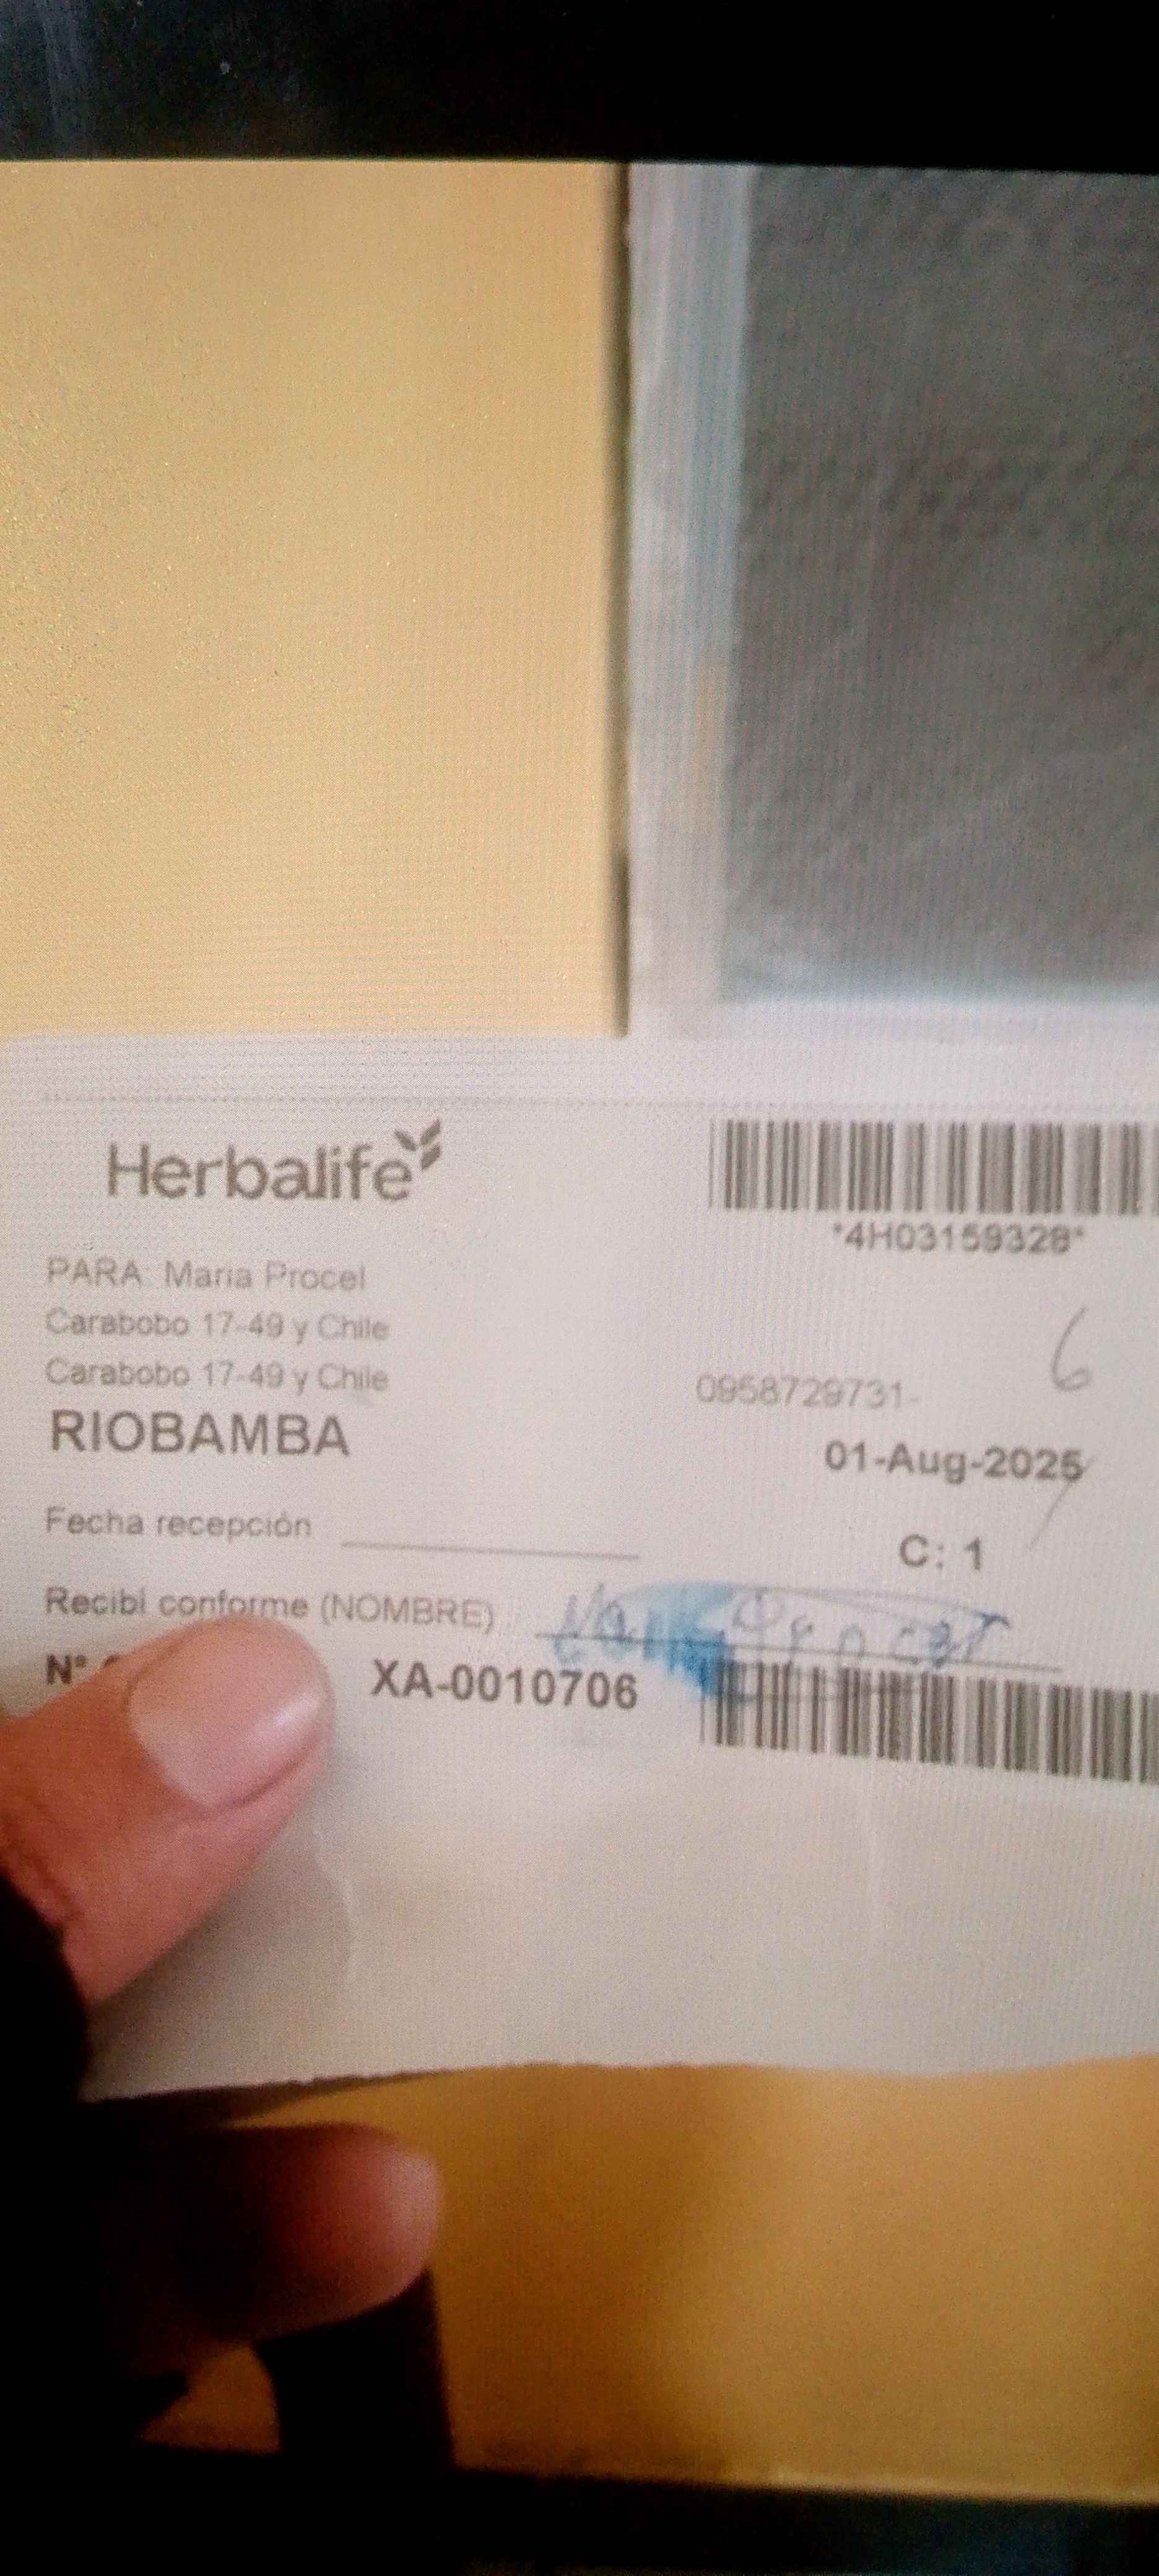 Herbalife
*4H03159328*
PARA: Maria Procel
Carabobo 17-49 y Chile
Carabobo 17-49 y Chile
0958729731-
6
RIOBAMBA
01-Aug-2025
Fecha recepción
C: 1
Recibí conforme (NOMBRE)
N°
XA-0010706